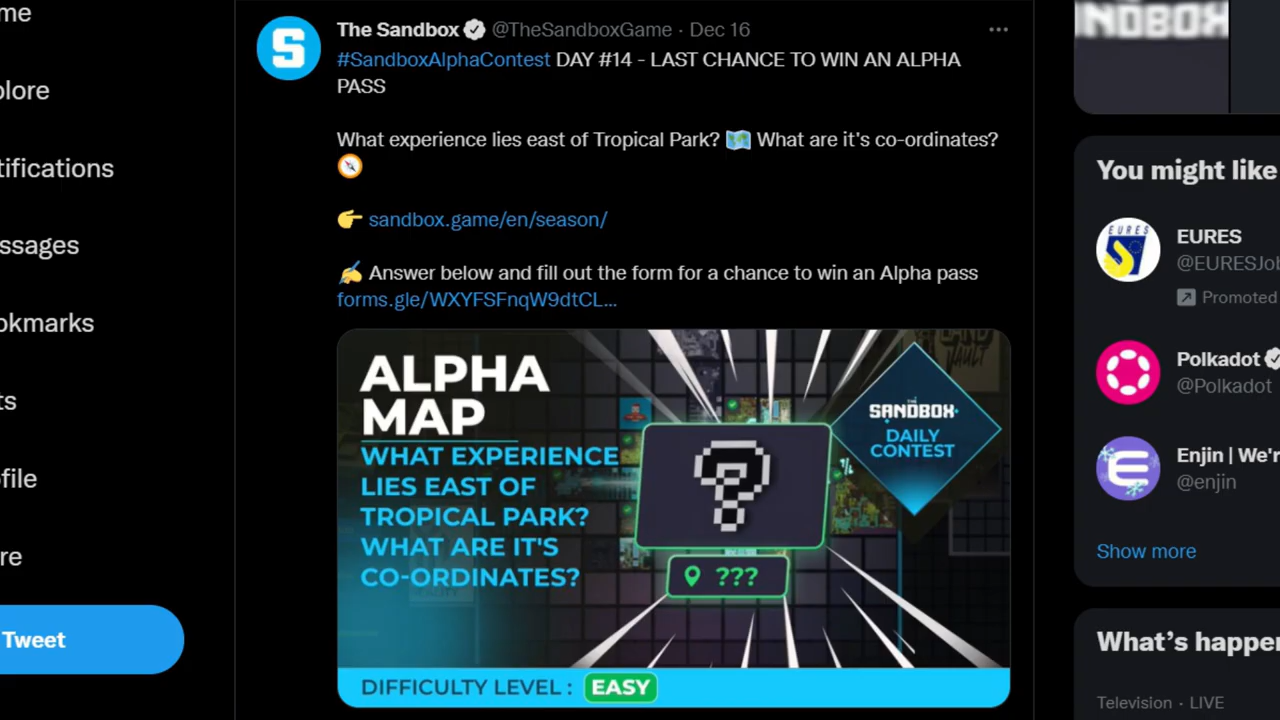 me
The Sandbox @TheSandboxGame · Dec 16
#SandboxAlphaContest DAY #14 - LAST CHANCE TO WIN AN ALPHA
PASS
What experience lies east of Tropical Park? 🗺️ What are it's co-ordinates?
🧭
👉 sandbox.game/en/season/
✍️ Answer below and fill out the form for a chance to win an Alpha pass
forms.gle/WXYFSFnqW9dtCL...
ALPHA
MAP
WHAT EXPERIENCE
LIES EAST OF
TROPICAL PARK?
WHAT ARE IT'S
CO-ORDINATES?
???
THE
SANDBOX
DAILY
CONTEST
DIFFICULTY LEVEL : EASY
plore
tifications
ssages
okmarks
ts
file
re
Tweet
NDBOX
You might like
EURES
EURES
@EURESJob
Promoted
Polkadot
@Polkadot
Enjin | We'r
@enjin
Show more
What's happen
Television · LIVE